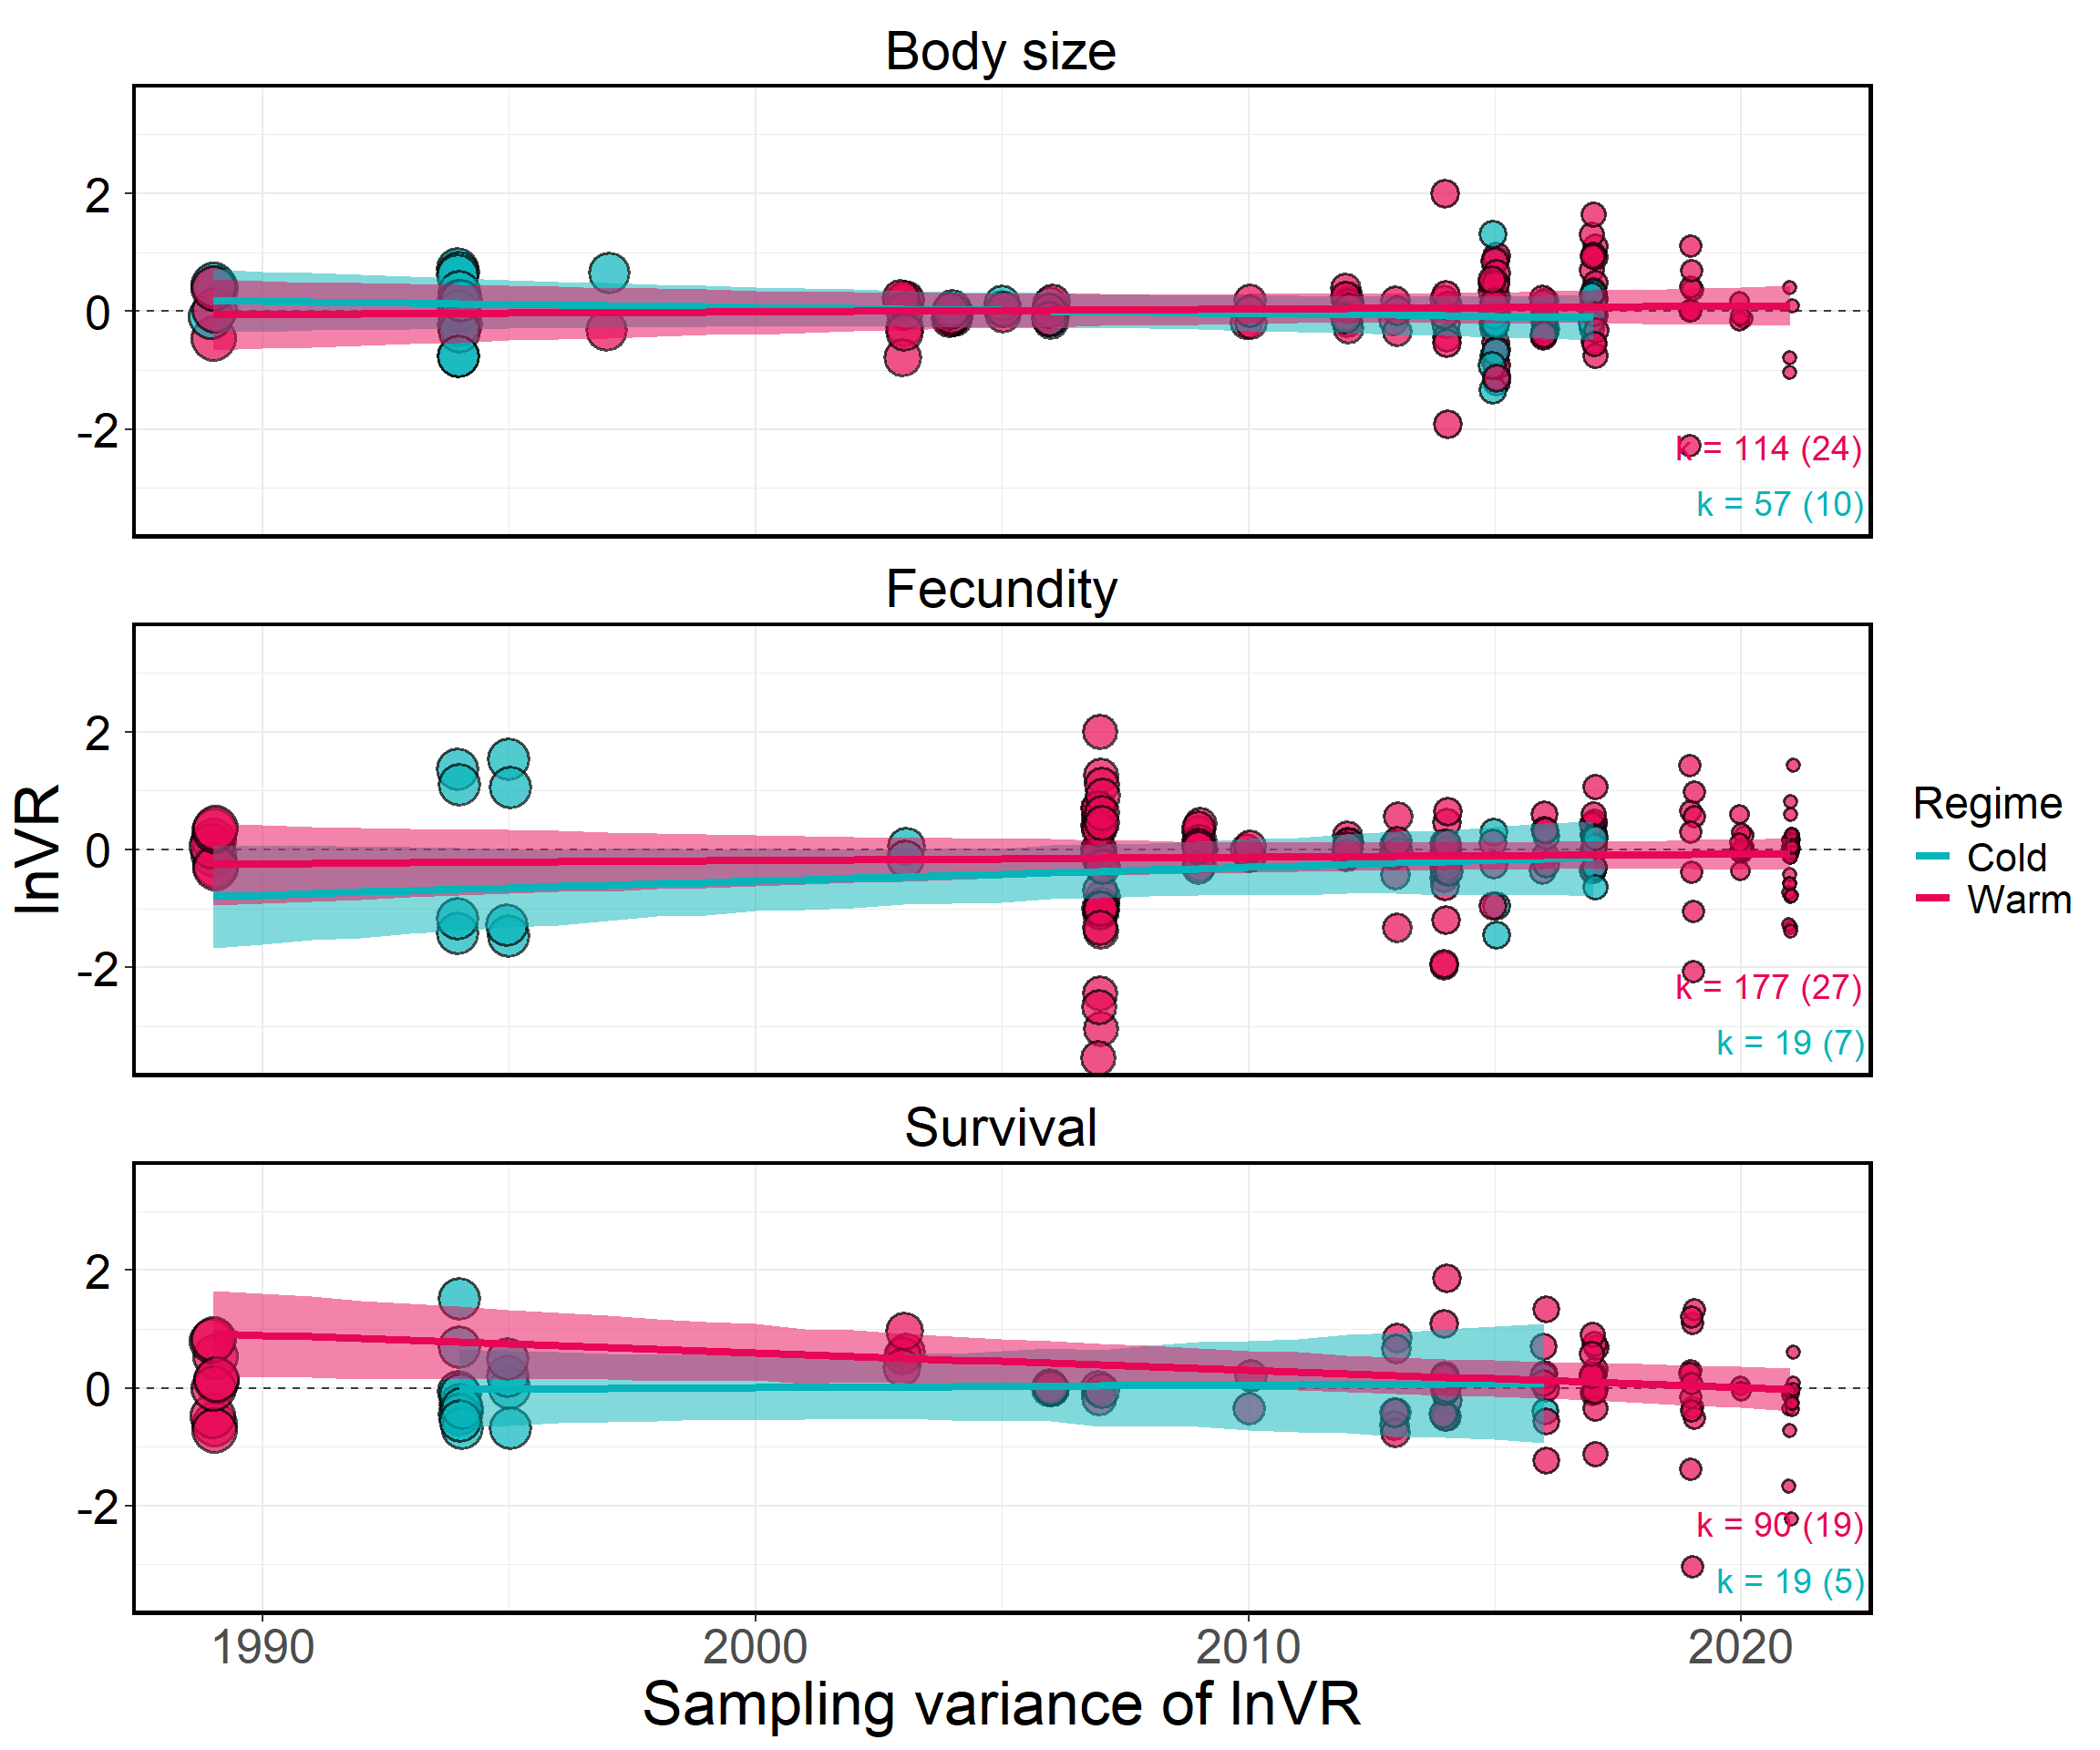 Body size
2
0
-2
k = 114 (24)
k = 57 (10)
Fecundity
2
0
-2
k = 177 (27)
k = 19 (7)
Survival
2
0
-2
k = 90 (19)
k = 19 (5)
1990 2000 2010 2020
Sampling variance of lnVR
lnVR
Regime
Cold
Warm